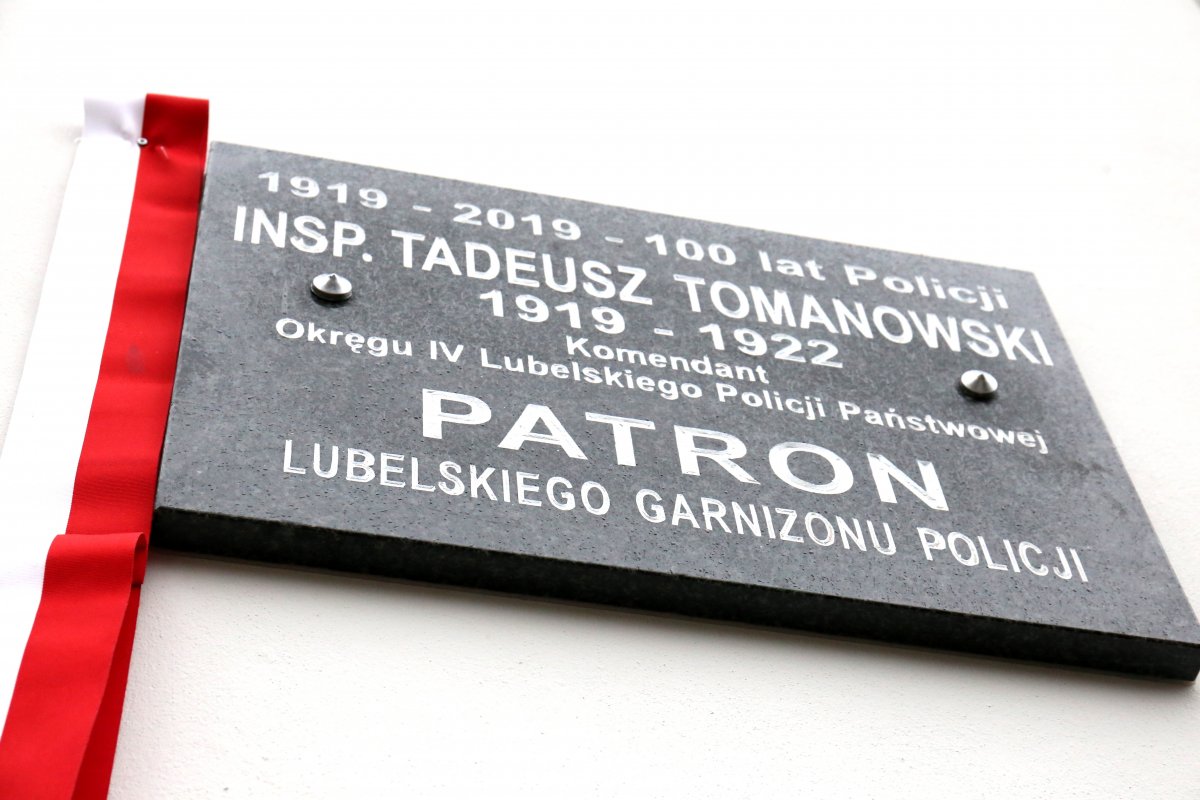 1919 - 2019 - 100 lat Policji
INSP. TADEUSZ TOMANOWSKI
1919 - 1922
Komendant
Okręgu IV Lubelskiego Policji Państwowej
PATRON
LUBELSKIEGO GARNIZONU POLICJI